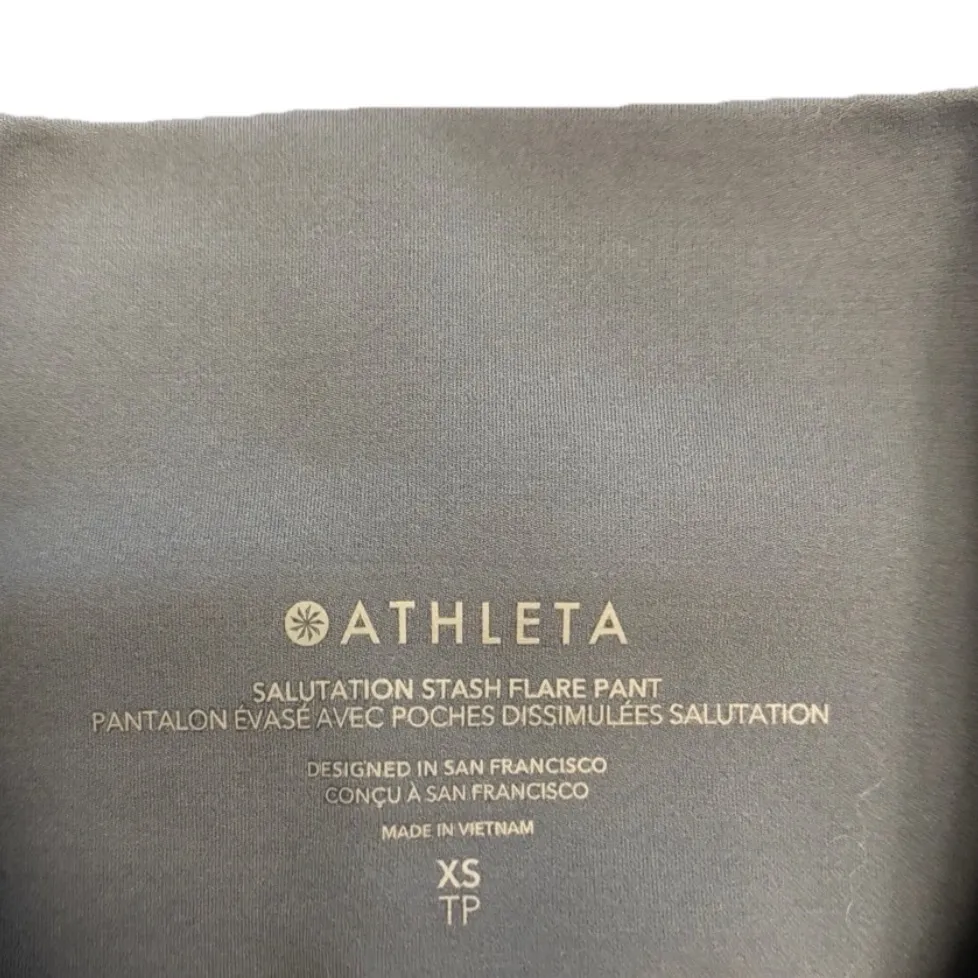 ATHLETA
SALUTATION STASH FLARE PANT
PANTALON ÉVASÉ AVEC POCHES DISSIMULÉES SALUTATION
DESIGNED IN SAN FRANCISCO
CONÇU À SAN FRANCISCO
MADE IN VIETNAM
XS
TP